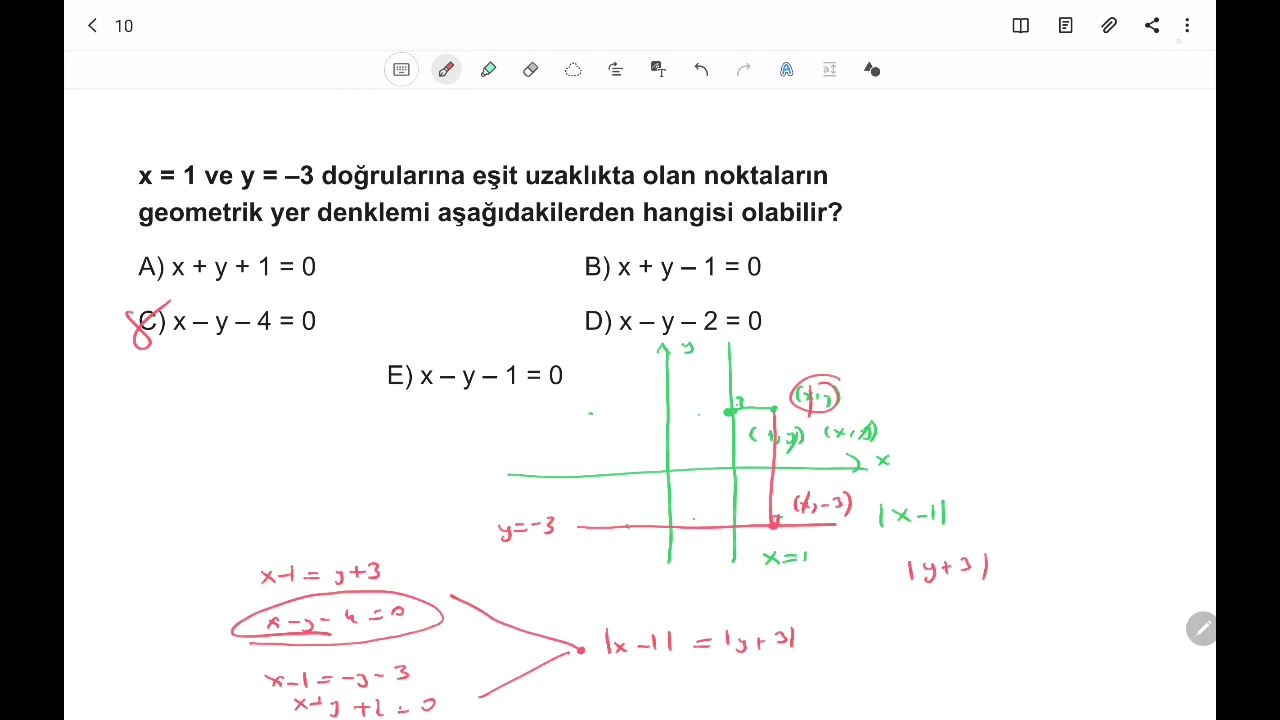 10
x = 1 ve y = –3 doğrularına eşit uzaklıkta olan noktaların
geometrik yer denklemi aşağıdakilerden hangisi olabilir?
A) x + y + 1 = 0
B) x + y – 1 = 0
C) x – y – 4 = 0
D) x – y – 2 = 0
E) x – y – 1 = 0
y
(x,y)
(1,y) (x,y)
x
(x,-3)
|x-1|
y=-3
x=1
|y+3|
x-1 = y+3
x-y-4=0
|x-1| = |y+3|
x-1=-y-3
x+y+2=0